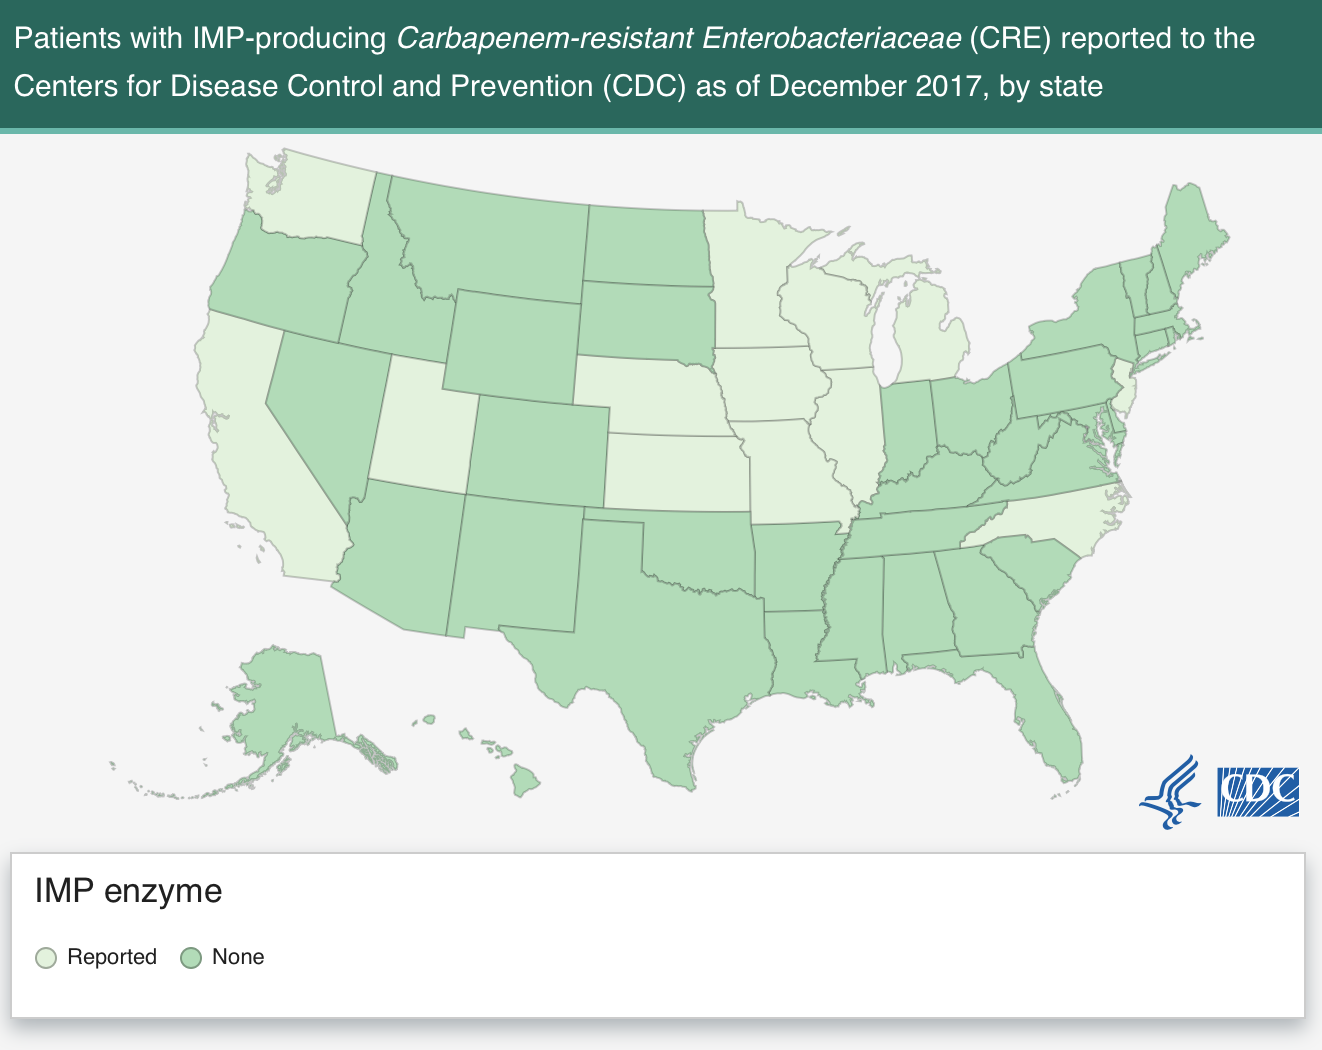 Patients with IMP-producing Carbapenem-resistant Enterobacteriaceae (CRE) reported to the
Centers for Disease Control and Prevention (CDC) as of December 2017, by state
CDC
IMP enzyme
Reported None